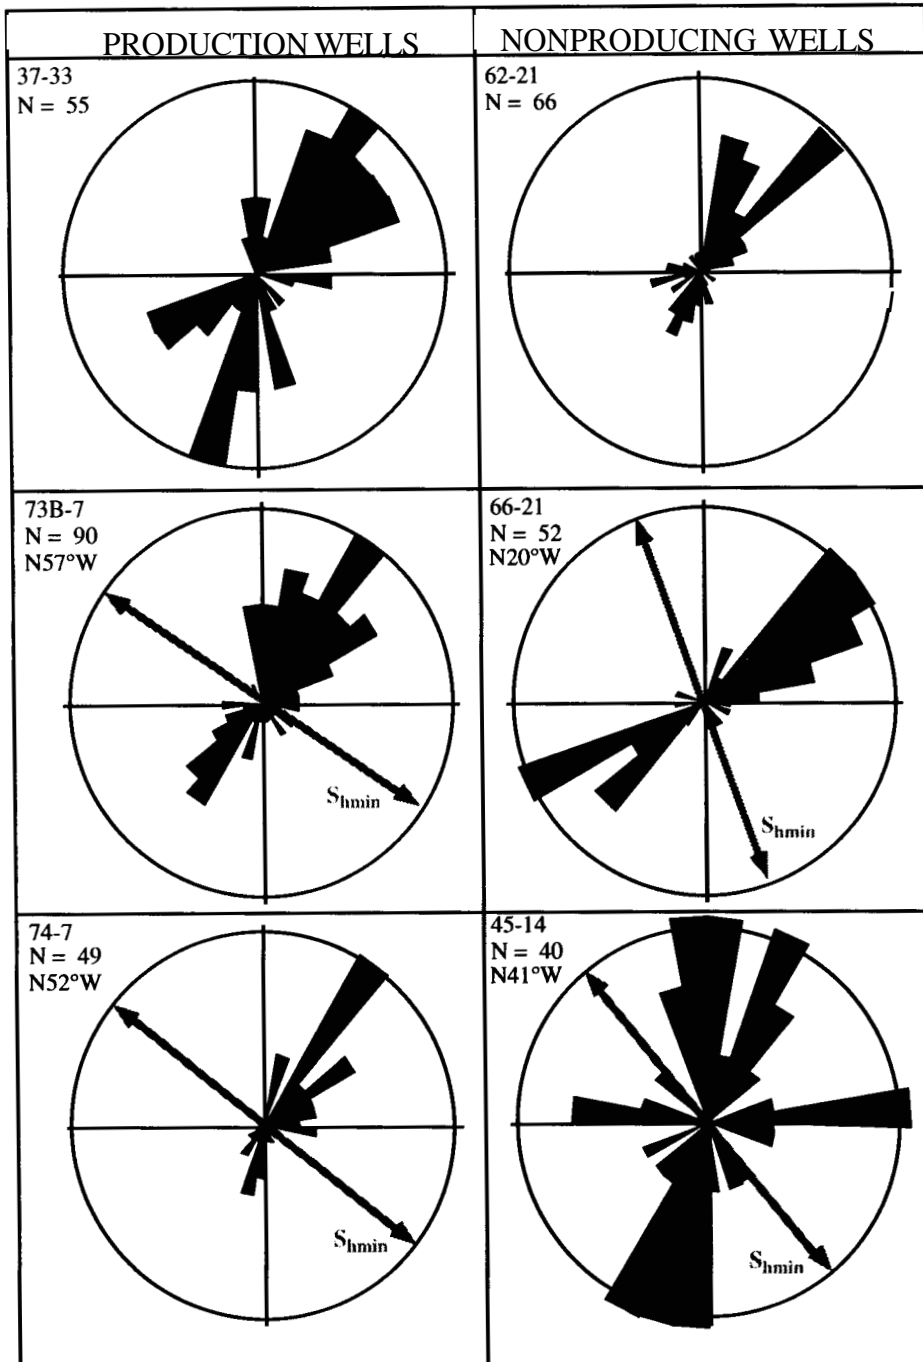 PRODUCTION WELLS
NONPRODUCING WELLS
37-33
N = 55
62-21
N = 66
73B-7
N = 90
N57°W
Shmin
66-21
N = 52
N20°W
Shmin
74-7
N = 49
N52°W
Shmin
45-14
N = 40
N41°W
Shmin